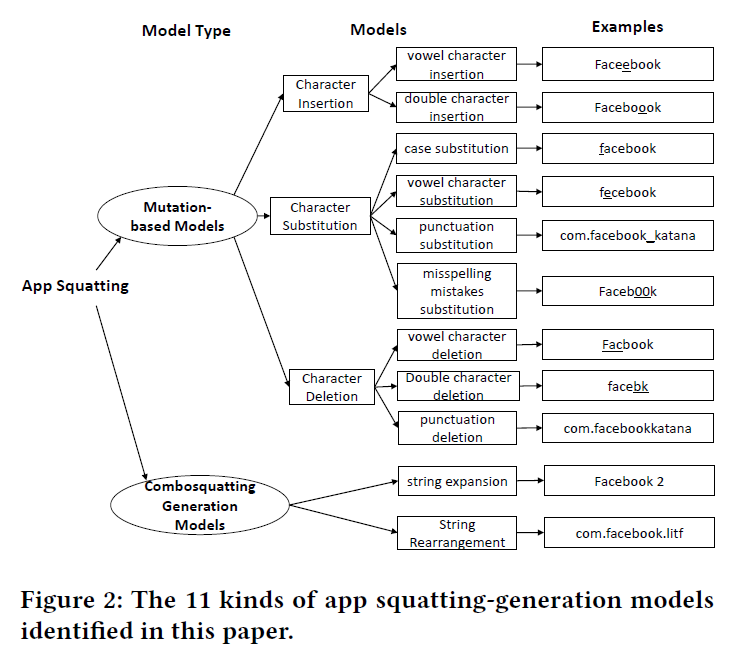 Model Type
Models
Examples
vowel character
insertion
Faceebook
Character
Insertion
double character
insertion
Faceboook
case substitution
facebook
vowel character
substitution
fecebook
Mutation-
based Models
Character
Substitution
punctuation
substitution
com.facebook_katana
misspelling
mistakes
substitution
Faceb00k
App Squatting
vowel character
deletion
Facbook
Character
Deletion
Double character
deletion
facebk
punctuation
deletion
com.facebookkatana
Combosquatting
Generation
Models
string expansion
Facebook 2
String
Rearrangement
com.facebook.litf
Figure 2: The 11 kinds of app squatting-generation models
identified in this paper.